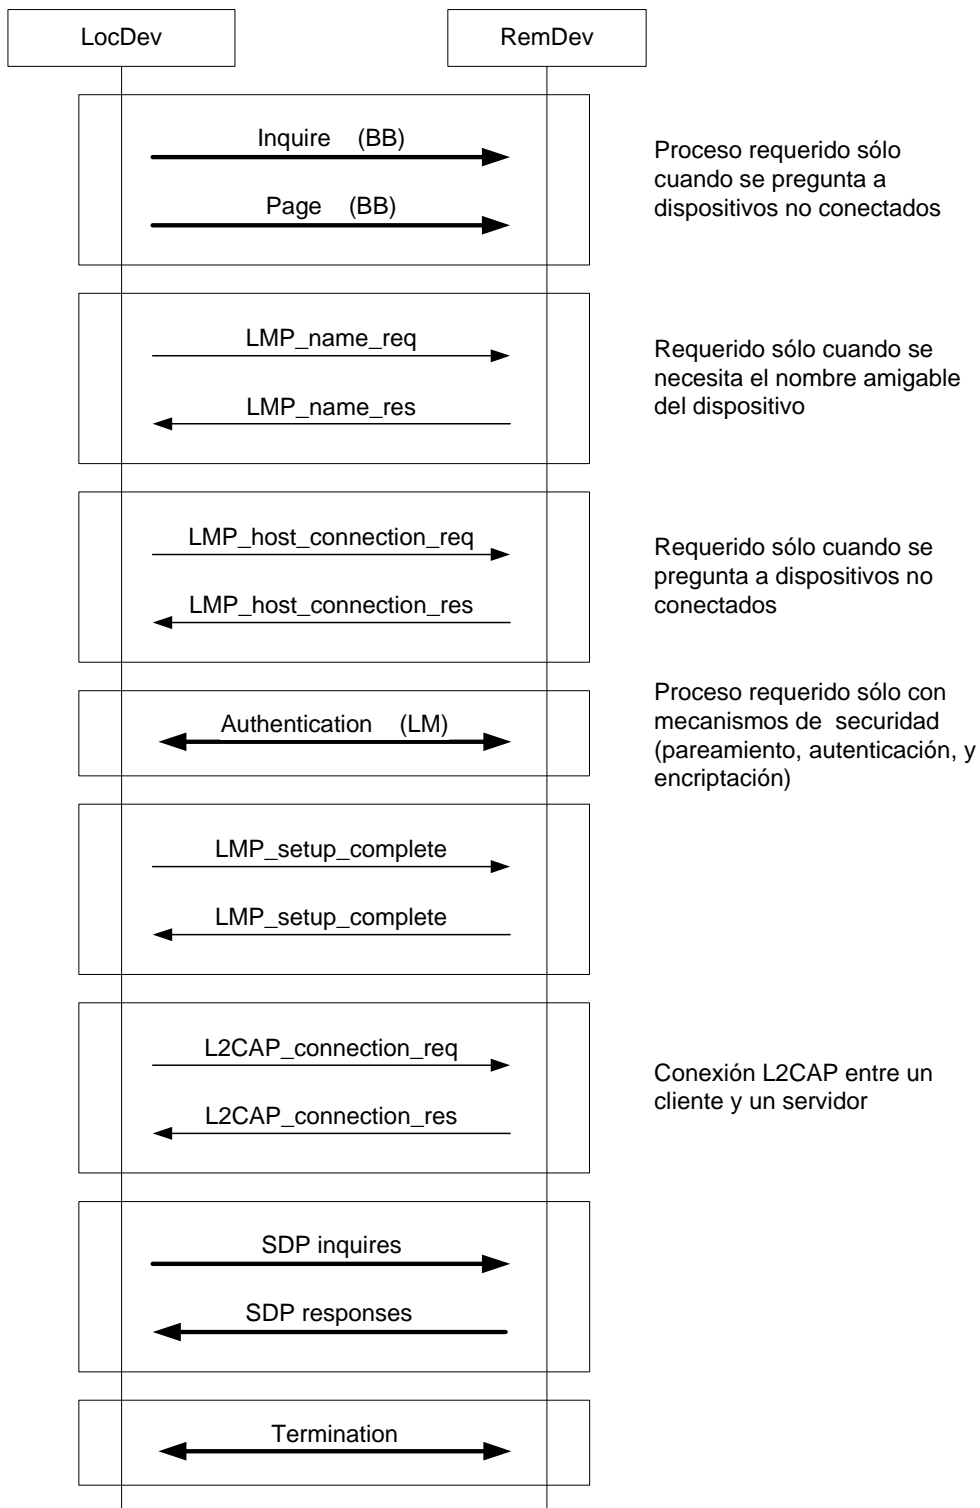 LocDev
RemDev
Inquire (BB)
Page (BB)
Proceso requerido sólo
cuando se pregunta a
dispositivos no conectados
LMP_name_req
LMP_name_res
Requerido sólo cuando se
necesita el nombre amigable
del dispositivo
LMP_host_connection_req
LMP_host_connection_res
Requerido sólo cuando se
pregunta a dispositivos no
conectados
Authentication (LM)
Proceso requerido sólo con
mecanismos de securidad
(pareamiento, autenticación, y
encriptación)
LMP_setup_complete
LMP_setup_complete
L2CAP_connection_req
L2CAP_connection_res
Conexión L2CAP entre un
cliente y un servidor
SDP inquires
SDP responses
Termination